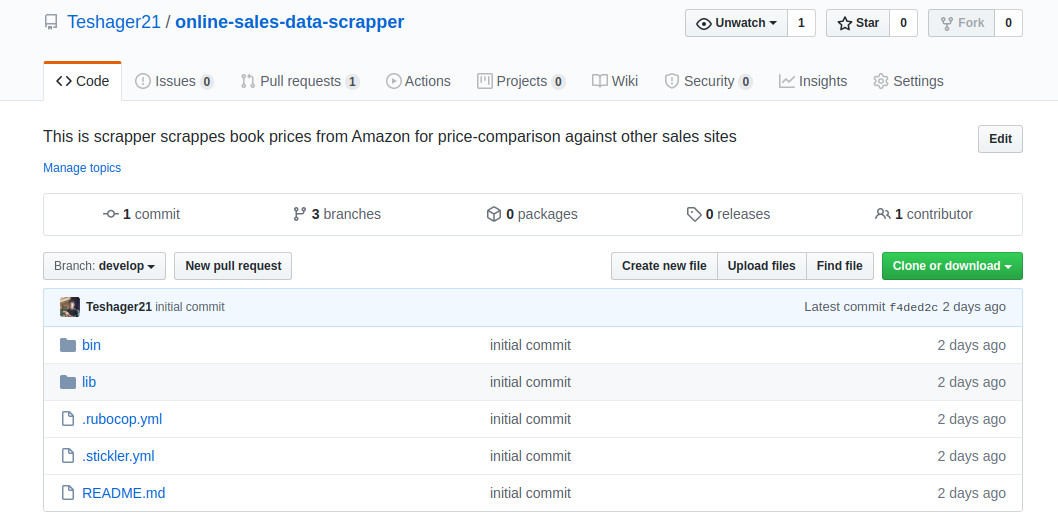 Teshager21 / online-sales-data-scrapper
Unwatch 1 Star 0 Fork 0
Code Issues 0 Pull requests 1 Actions Projects 0 Wiki Security 0 Insights Settings
This is scrapper scrappes book prices from Amazon for price-comparison against other sales sites
Edit
Manage topics
1 commit 3 branches 0 packages 0 releases 1 contributor
Branch: develop New pull request Create new file Upload files Find file Clone or download
Teshager21 initial commit Latest commit f4ded2c 2 days ago
bin initial commit 2 days ago
lib initial commit 2 days ago
.rubocop.yml initial commit 2 days ago
.stickler.yml initial commit 2 days ago
README.md initial commit 2 days ago